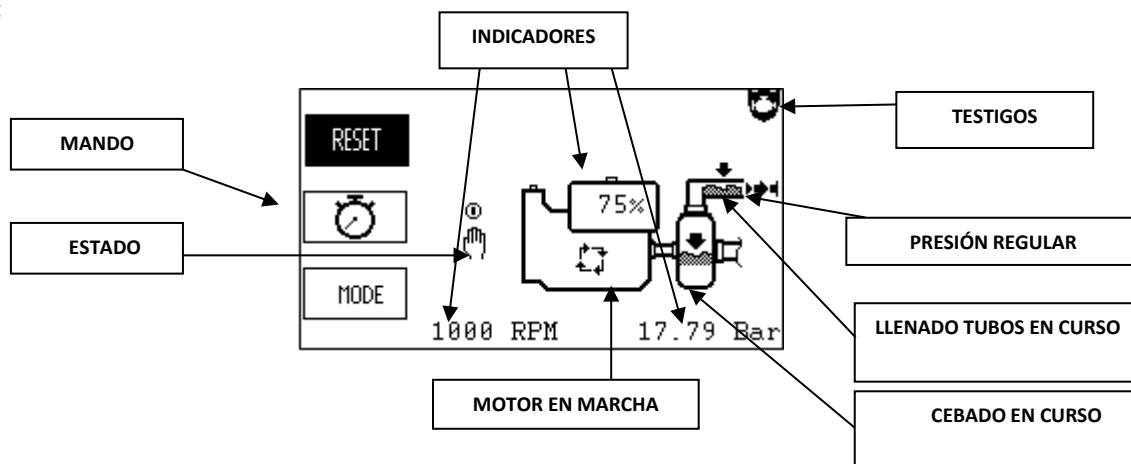 INDICADORES
TESTIGOS
MANDO
RESET
75%
ESTADO
PRESIÓN REGULAR
MODE
LLENADO TUBOS EN CURSO
1000 RPM
17.79 Bar
MOTOR EN MARCHA
CEBADO EN CURSO